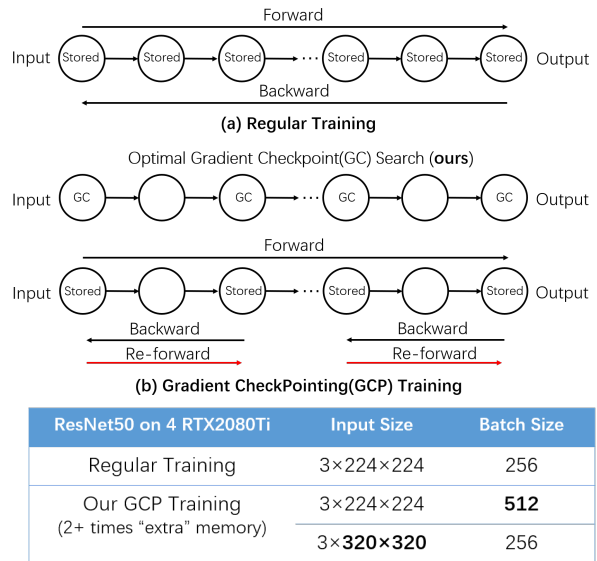 Forward
Input Stored Stored Stored ... Stored Stored Stored Output
Backward
(a) Regular Training
Optimal Gradient Checkpoint(GC) Search (ours)
Input GC GC ... GC GC Output
Forward
Input Stored Stored ... Stored Stored Output
Backward Backward
Re-forward Re-forward
(b) Gradient CheckPointing(GCP) Training
ResNet50 on 4 RTX2080Ti Input Size Batch Size
Regular Training 3×224×224 256
Our GCP Training 3×224×224 512
(2+ times “extra” memory)
3×320×320 256